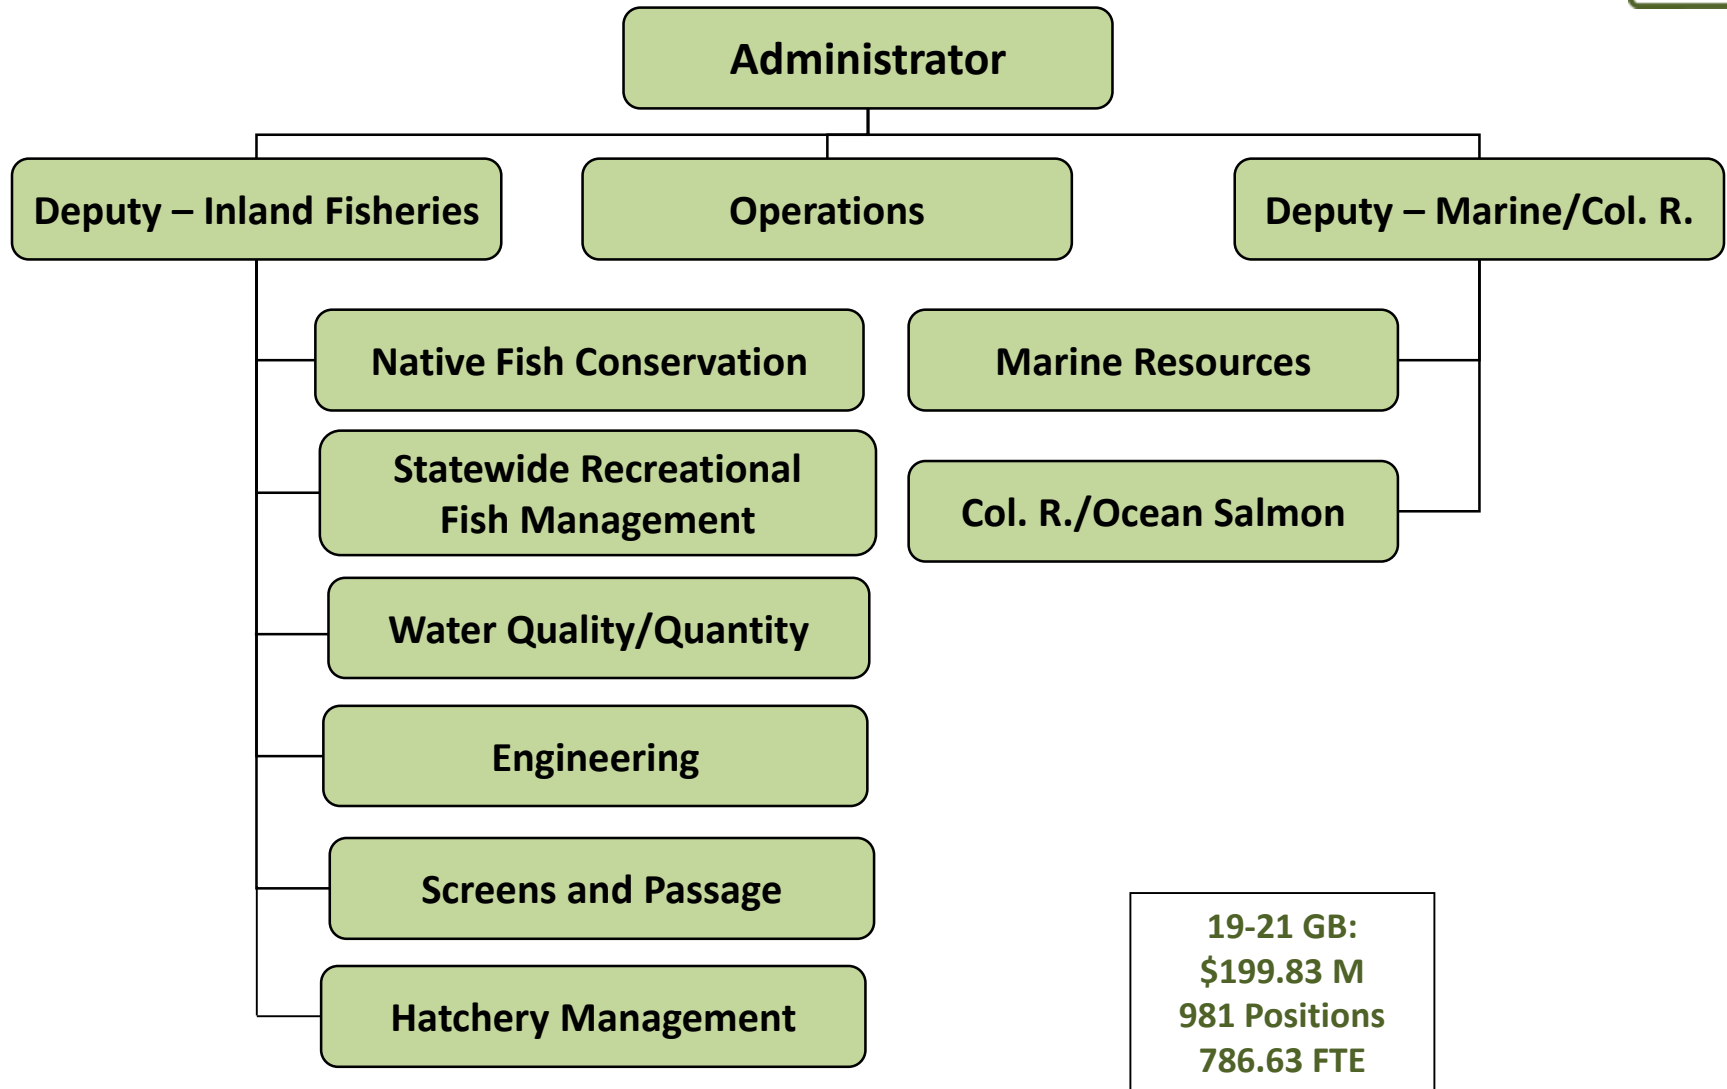 Administrator
Deputy – Inland Fisheries
Operations
Deputy – Marine/Col. R.
Native Fish Conservation
Marine Resources
Statewide Recreational
Fish Management
Col. R./Ocean Salmon
Water Quality/Quantity
Engineering
Screens and Passage
Hatchery Management
19-21 GB:
$199.83 M
981 Positions
786.63 FTE